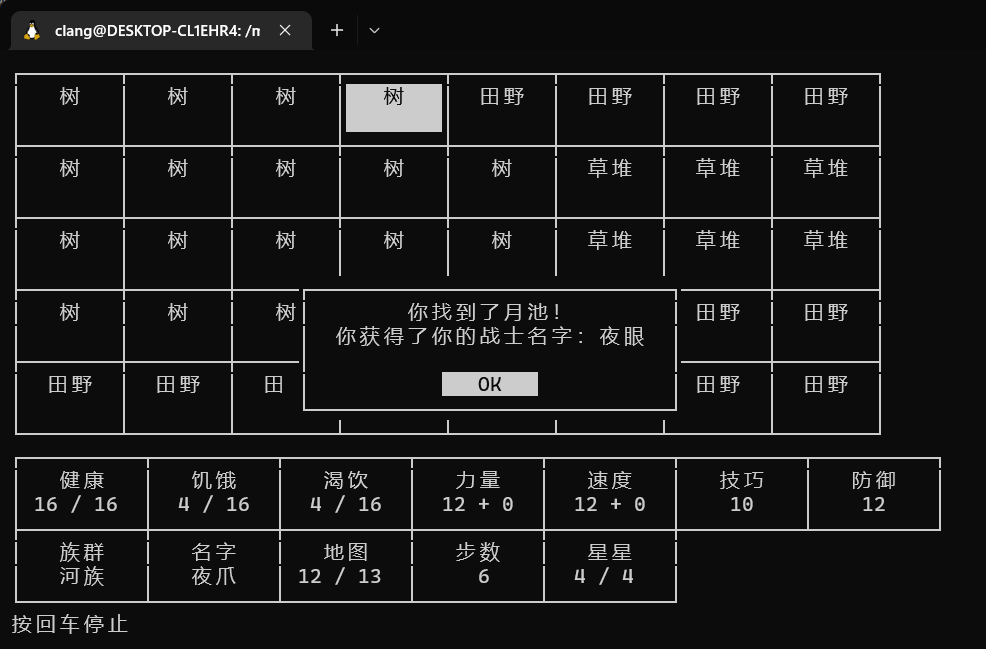 clang@DESKTOP-CL1EHR4: /m
树 树 树 树 田野 田野 田野 田野
树 树 树 树 树 草堆 草堆 草堆
树 树 树 树 树 草堆 草堆 草堆
树 树 树 你找到了月池! 田野 田野
你获得了你的战士名字: 夜眼
田野 田野 田 OK 田野 田野
健康 饥饿 渴饮 力量 速度 技巧 防御
16 / 16 4 / 16 4 / 16 12 + 0 12 + 0 10 12
族群 名字 地图 步数 星星
河族 夜爪 12 / 13 6 4 / 4
按回车停止